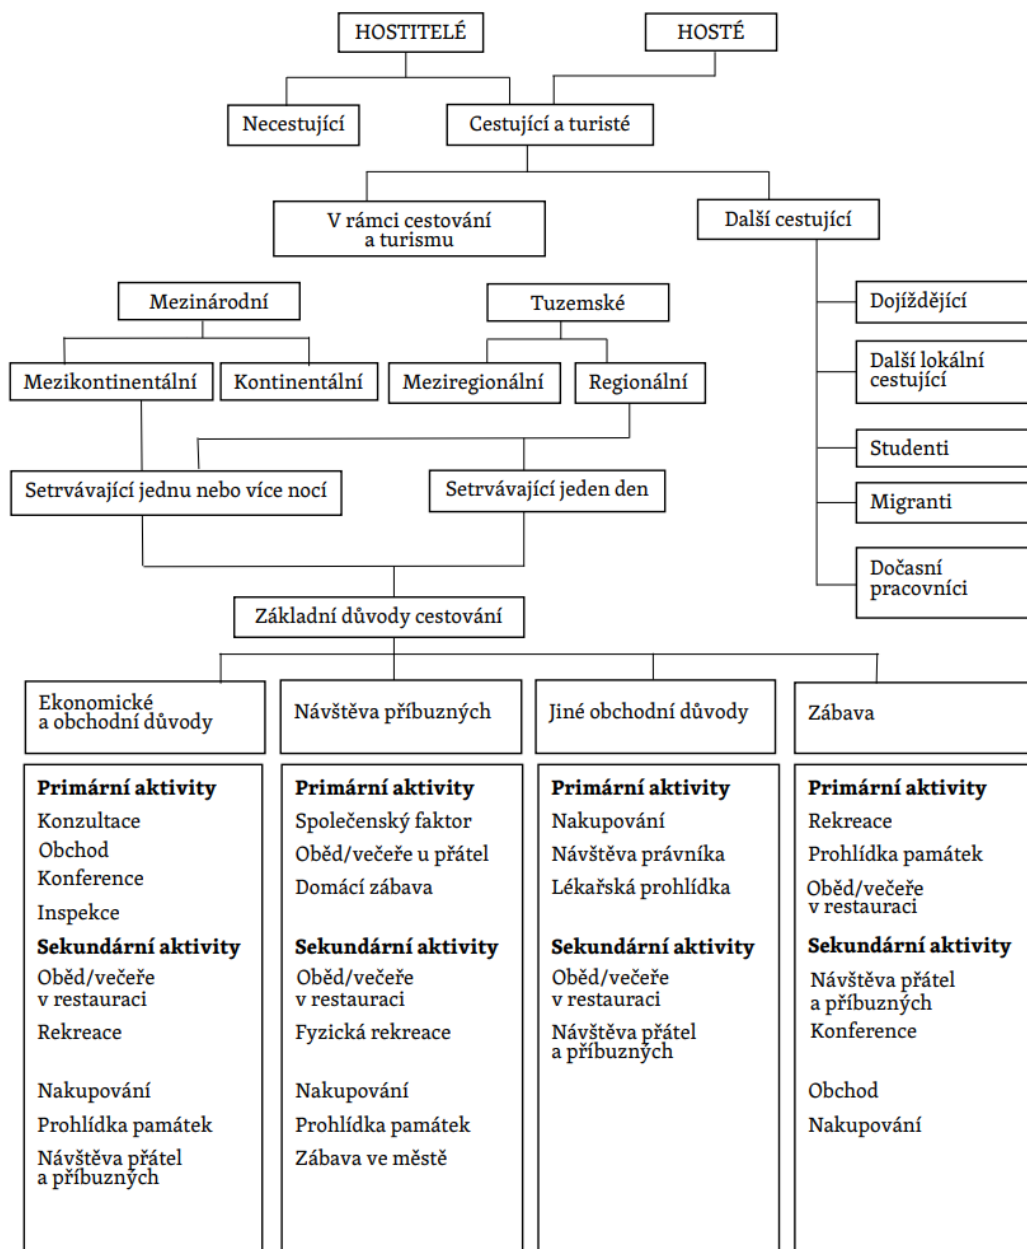 HOSTITELÉ
HOSTÉ
Necestující
Cestující a turisté
V rámci cestování
a turismu
Další cestující
Mezinárodní
Tuzemské
Dojíždějící
Další lokální
cestující
Studenti
Migranti
Dočasní
pracovníci
Mezikontinentální
Kontinentální
Meziregionální
Regionální
Setrvávající jednu nebo více nocí
Setrvávající jeden den
Základní důvody cestování
Ekonomické
a obchodní důvody
Návštěva příbuzných
Jiné obchodní důvody
Zábava
Primární aktivity
Konzultace
Obchod
Konference
Inspekce
Sekundární aktivity
Oběd/večeře
v restauraci
Rekreace
Nakupování
Prohlídka památek
Návštěva přátel
a příbuzných
Primární aktivity
Společenský faktor
Oběd/večeře u přátel
Domácí zábava
Sekundární aktivity
Oběd/večeře
v restauraci
Fyzická rekreace
Nakupování
Prohlídka památek
Zábava ve městě
Primární aktivity
Nakupování
Návštěva právníka
Lékařská prohlídka
Sekundární aktivity
Oběd/večeře
v restauraci
Návštěva přátel
a příbuzných
Primární aktivity
Rekreace
Prohlídka památek
Oběd/večeře
v restauraci
Sekundární aktivity
Návštěva přátel
a příbuzných
Konference
Obchod
Nakupování